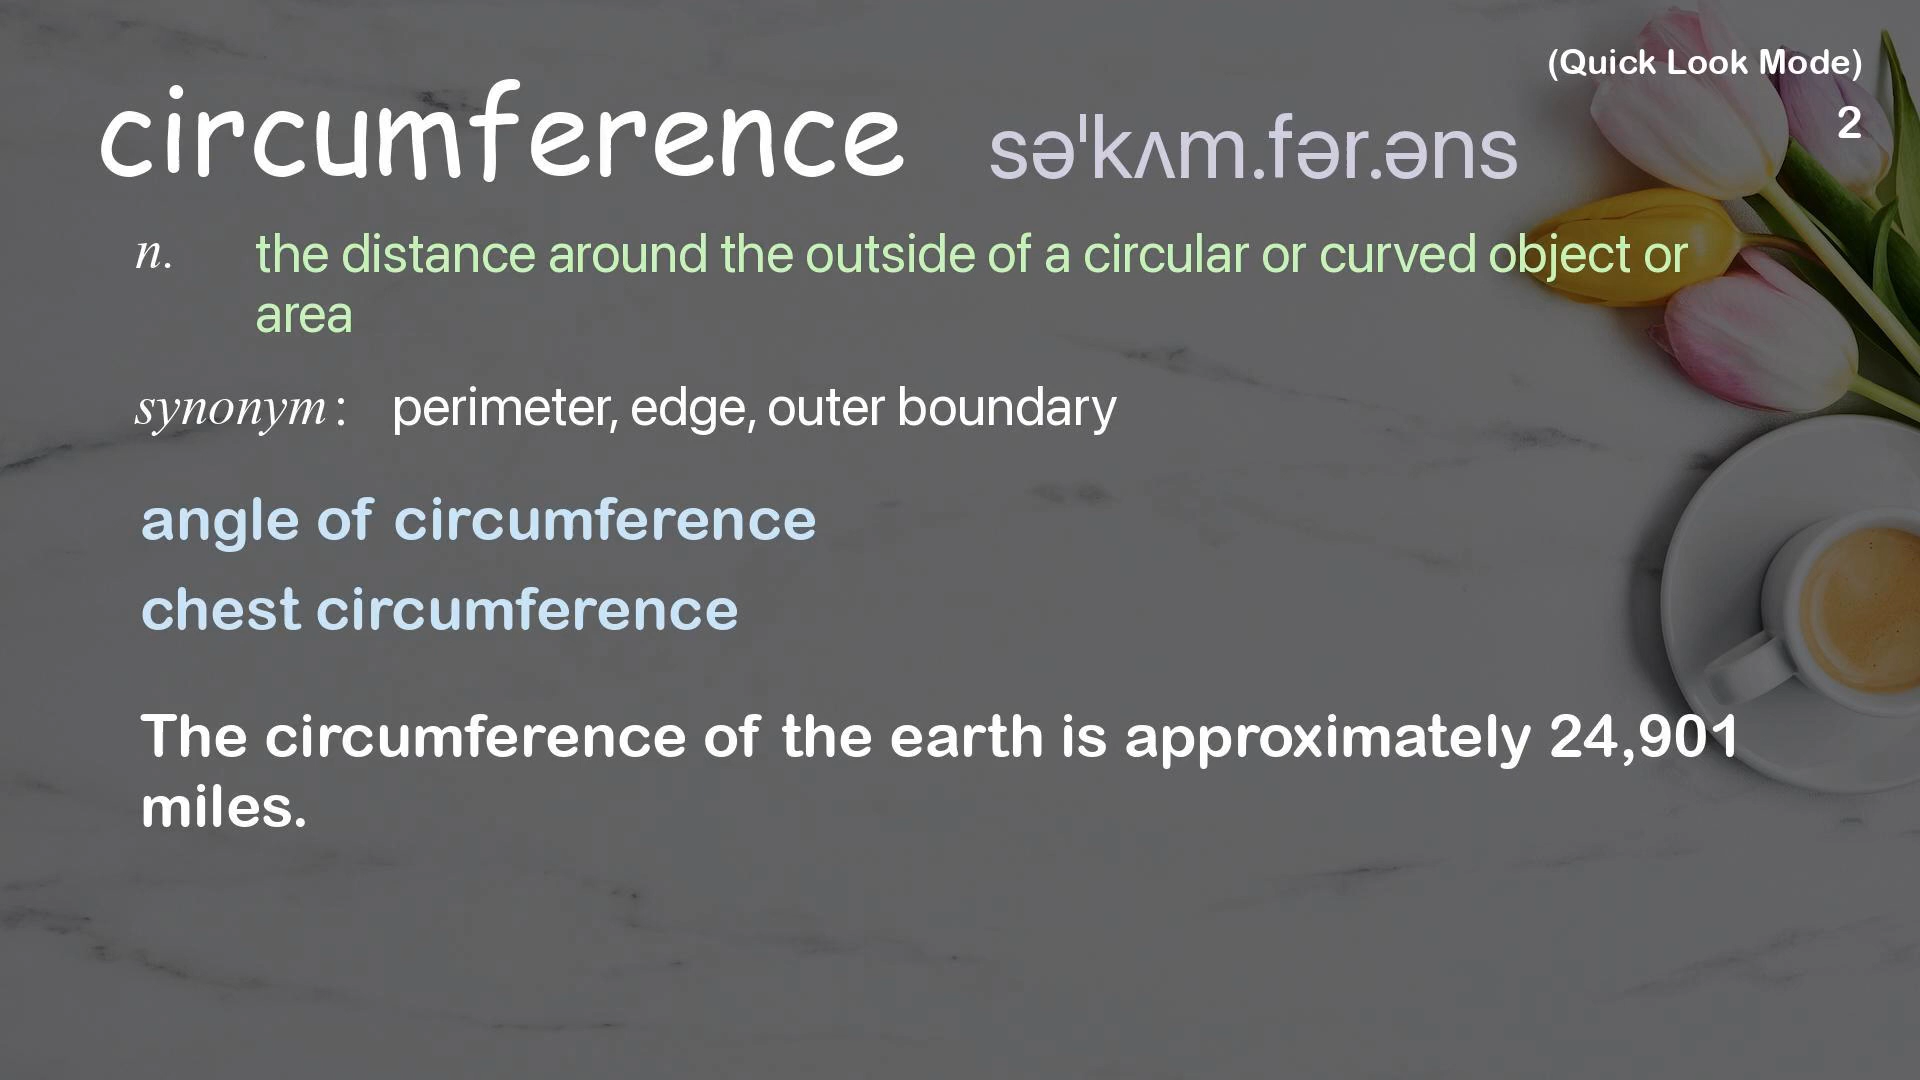 (Quick Look Mode)
2
circumference səˈkʌm.fər.əns
n. the distance around the outside of a circular or curved object or
area
synonym: perimeter, edge, outer boundary
angle of circumference
chest circumference
The circumference of the earth is approximately 24,901
miles.